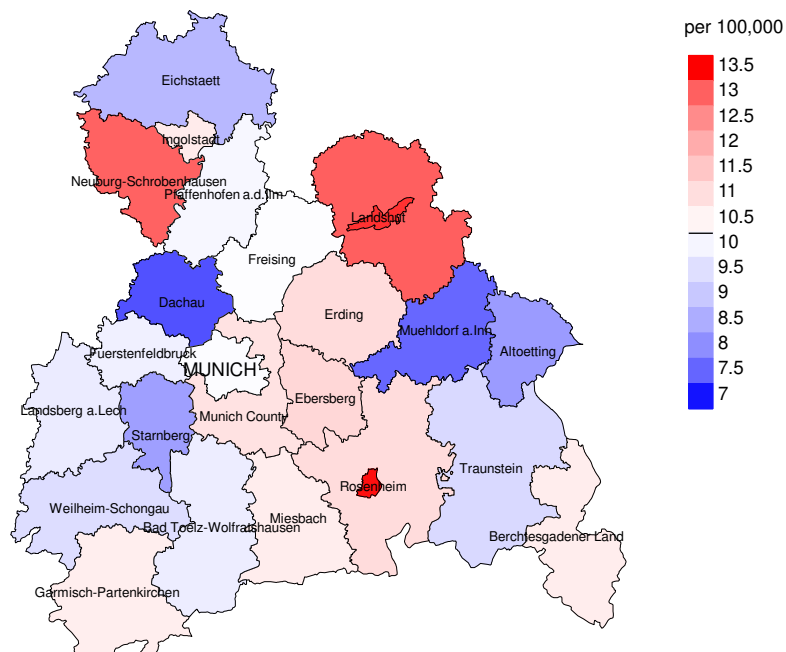 per 100,000
13.5
13
12.5
12
11.5
11
10.5
10
9.5
9
8.5
8
7.5
7
Eichstaett
Ingolstadt
Neuburg-Schrobenhausen
Pfaffenhofen a.d.Ilm
Landshut
Freising
Dachau
Erding
Muehldorf a.Inn
Altoetting
Fuerstenfeldbruck
MUNICH
Ebersberg
Landsberg a.Lech
Munich County
Starnberg
Traunstein
Rosenheim
Weilheim-Schongau
Miesbach
Bad Toelz-Wolfratshausen
Berchtesgadener Land
Garmisch-Partenkirchen